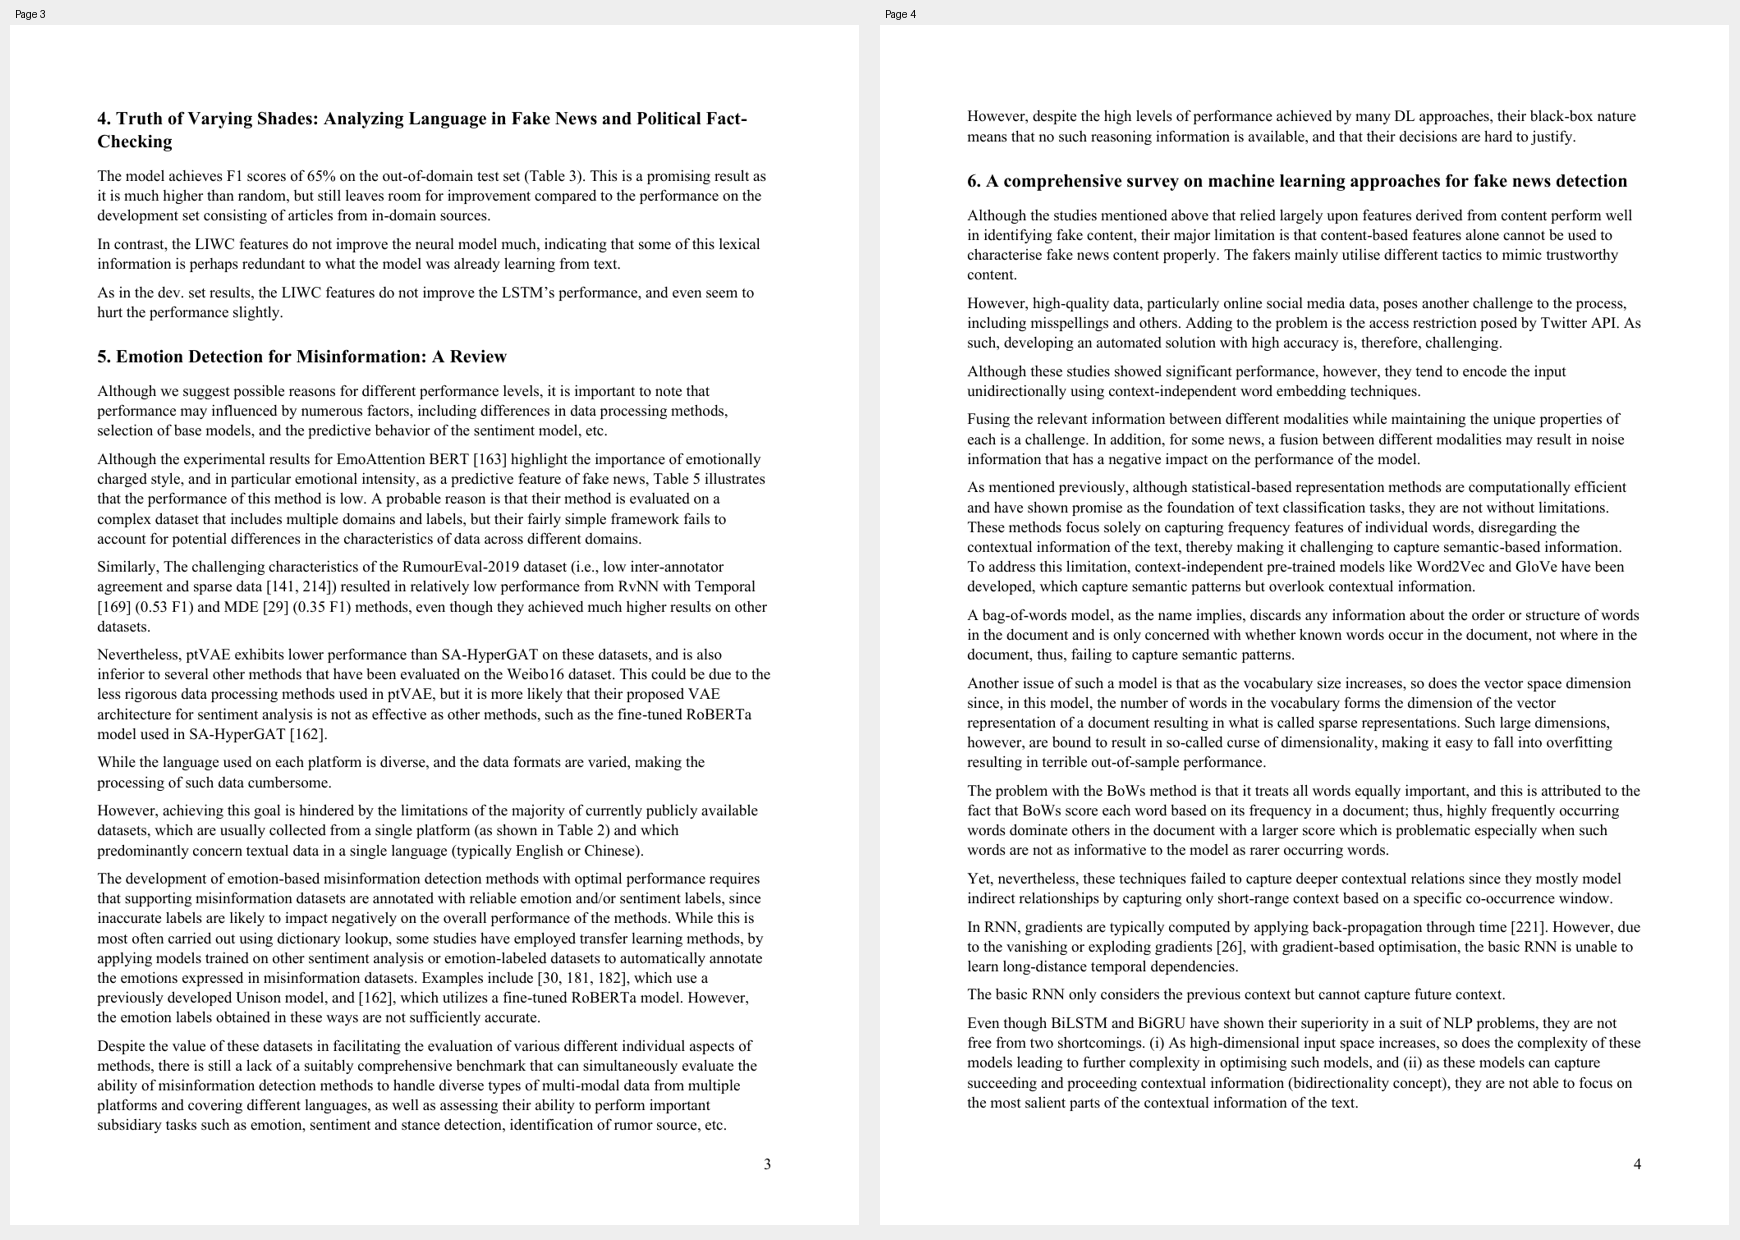 Page 3
4. Truth of Varying Shades: Analyzing Language in Fake News and Political Fact-
Checking
The model achieves F1 scores of 65% on the out-of-domain test set (Table 3). This is a promising result as
it is much higher than random, but still leaves room for improvement compared to the performance on the
development set consisting of articles from in-domain sources.
In contrast, the LIWC features do not improve the neural model much, indicating that some of this lexical
information is perhaps redundant to what the model was already learning from text.
As in the dev. set results, the LIWC features do not improve the LSTM’s performance, and even seem to
hurt the performance slightly.
5. Emotion Detection for Misinformation: A Review
Although we suggest possible reasons for different performance levels, it is important to note that
performance may influenced by numerous factors, including differences in data processing methods,
selection of base models, and the predictive behavior of the sentiment model, etc.
Although the experimental results for EmoAttention BERT [163] highlight the importance of emotionally
charged style, and in particular emotional intensity, as a predictive feature of fake news, Table 5 illustrates
that the performance of this method is low. A probable reason is that their method is evaluated on a
complex dataset that includes multiple domains and labels, but their fairly simple framework fails to
account for potential differences in the characteristics of data across different domains.
Similarly, The challenging characteristics of the RumourEval-2019 dataset (i.e., low inter-annotator
agreement and sparse data [141, 214]) resulted in relatively low performance from RvNN with Temporal
[169] (0.53 F1) and MDE [29] (0.35 F1) methods, even though they achieved much higher results on other
datasets.
Nevertheless, ptVAE exhibits lower performance than SA-HyperGAT on these datasets, and is also
inferior to several other methods that have been evaluated on the Weibo16 dataset. This could be due to the
less rigorous data processing methods used in ptVAE, but it is more likely that their proposed VAE
architecture for sentiment analysis is not as effective as other methods, such as the fine-tuned RoBERTa
model used in SA-HyperGAT [162].
While the language used on each platform is diverse, and the data formats are varied, making the
processing of such data cumbersome.
However, achieving this goal is hindered by the limitations of the majority of currently publicly available
datasets, which are usually collected from a single platform (as shown in Table 2) and which
predominantly concern textual data in a single language (typically English or Chinese).
The development of emotion-based misinformation detection methods with optimal performance requires
that supporting misinformation datasets are annotated with reliable emotion and/or sentiment labels, since
inaccurate labels are likely to impact negatively on the overall performance of the methods. While this is
most often carried out using dictionary lookup, some studies have employed transfer learning methods, by
applying models trained on other sentiment analysis or emotion-labeled datasets to automatically annotate
the emotions expressed in misinformation datasets. Examples include [30, 181, 182], which use a
previously developed Unison model, and [162], which utilizes a fine-tuned RoBERTa model. However,
the emotion labels obtained in these ways are not sufficiently accurate.
Despite the value of these datasets in facilitating the evaluation of various different individual aspects of
methods, there is still a lack of a suitably comprehensive benchmark that can simultaneously evaluate the
ability of misinformation detection methods to handle diverse types of multi-modal data from multiple
platforms and covering different languages, as well as assessing their ability to perform important
subsidiary tasks such as emotion, sentiment and stance detection, identification of rumor source, etc.
3
Page 4
However, despite the high levels of performance achieved by many DL approaches, their black-box nature
means that no such reasoning information is available, and that their decisions are hard to justify.
6. A comprehensive survey on machine learning approaches for fake news detection
Although the studies mentioned above that relied largely upon features derived from content perform well
in identifying fake content, their major limitation is that content-based features alone cannot be used to
characterise fake news content properly. The fakers mainly utilise different tactics to mimic trustworthy
content.
However, high-quality data, particularly online social media data, poses another challenge to the process,
including misspellings and others. Adding to the problem is the access restriction posed by Twitter API. As
such, developing an automated solution with high accuracy is, therefore, challenging.
Although these studies showed significant performance, however, they tend to encode the input
unidirectionally using context-independent word embedding techniques.
Fusing the relevant information between different modalities while maintaining the unique properties of
each is a challenge. In addition, for some news, a fusion between different modalities may result in noise
information that has a negative impact on the performance of the model.
As mentioned previously, although statistical-based representation methods are computationally efficient
and have shown promise as the foundation of text classification tasks, they are not without limitations.
These methods focus solely on capturing frequency features of individual words, disregarding the
contextual information of the text, thereby making it challenging to capture semantic-based information.
To address this limitation, context-independent pre-trained models like Word2Vec and GloVe have been
developed, which capture semantic patterns but overlook contextual information.
A bag-of-words model, as the name implies, discards any information about the order or structure of words
in the document and is only concerned with whether known words occur in the document, not where in the
document, thus, failing to capture semantic patterns.
Another issue of such a model is that as the vocabulary size increases, so does the vector space dimension
since, in this model, the number of words in the vocabulary forms the dimension of the vector
representation of a document resulting in what is called sparse representations. Such large dimensions,
however, are bound to result in so-called curse of dimensionality, making it easy to fall into overfitting
resulting in terrible out-of-sample performance.
The problem with the BoWs method is that it treats all words equally important, and this is attributed to the
fact that BoWs score each word based on its frequency in a document; thus, highly frequently occurring
words dominate others in the document with a larger score which is problematic especially when such
words are not as informative to the model as rarer occurring words.
Yet, nevertheless, these techniques failed to capture deeper contextual relations since they mostly model
indirect relationships by capturing only short-range context based on a specific co-occurrence window.
In RNN, gradients are typically computed by applying back-propagation through time [221]. However, due
to the vanishing or exploding gradients [26], with gradient-based optimisation, the basic RNN is unable to
learn long-distance temporal dependencies.
The basic RNN only considers the previous context but cannot capture future context.
Even though BiLSTM and BiGRU have shown their superiority in a suit of NLP problems, they are not
free from two shortcomings. (i) As high-dimensional input space increases, so does the complexity of these
models leading to further complexity in optimising such models, and (ii) as these models can capture
succeeding and proceeding contextual information (bidirectionality concept), they are not able to focus on
the most salient parts of the contextual information of the text.
4